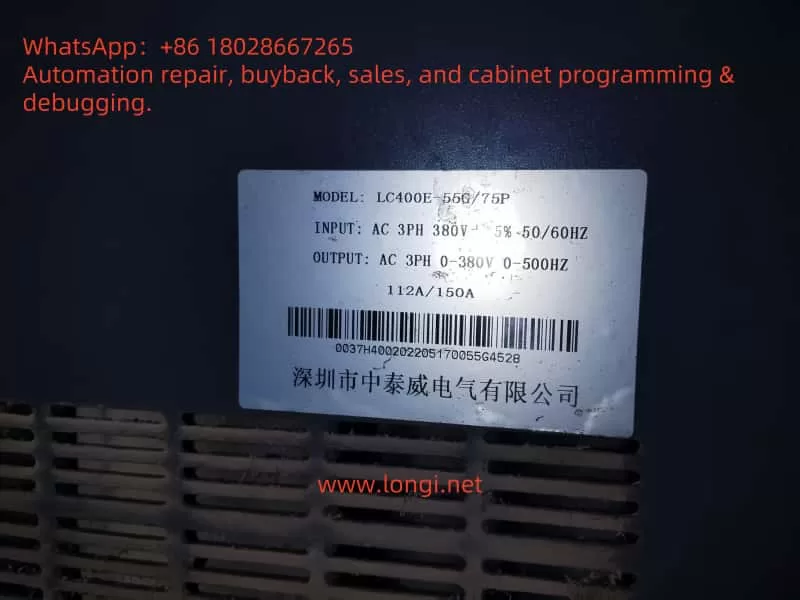 WhatsApp：+86 18028667265
Automation repair, buyback, sales, and cabinet programming &
debugging.
MODEL: LC400E-55G/75P
INPUT: AC 3PH 380V 5% 50/60HZ
OUTPUT: AC 3PH 0-380V 0-500HZ
112A/150A
0037H400202205170055G4528
深圳市中泰威电气有限公司
www.longi.net